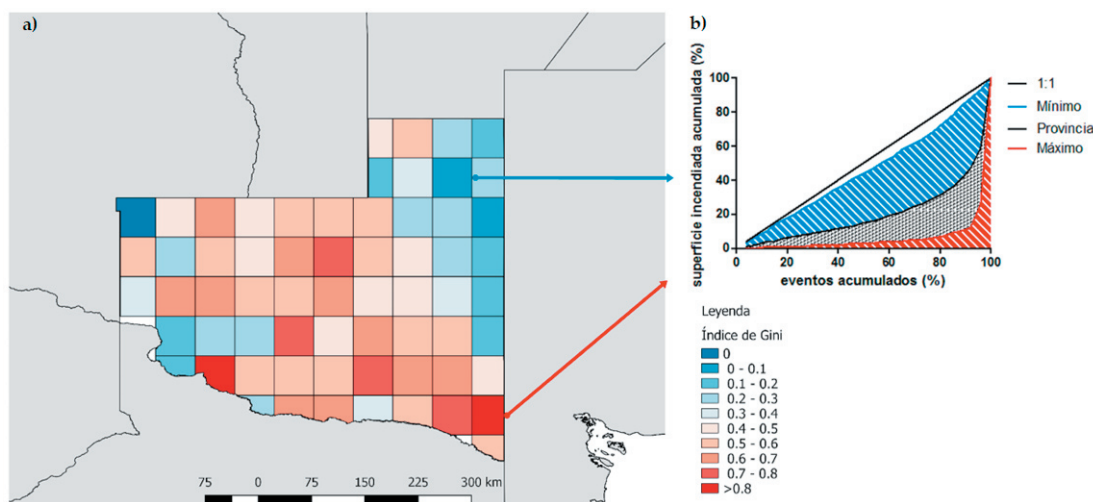 a)
75 0 75 150 225 300 km
b)
superficie incendiada acumulada (%)
100
80
60
40
20
0
0 20 40 60 80 100
eventos acumulados (%)
1:1
Mínimo
Provincia
Máximo
Leyenda
Índice de Gini
0
0 - 0.1
0.1 - 0.2
0.2 - 0.3
0.3 - 0.4
0.4 - 0.5
0.5 - 0.6
0.6 - 0.7
0.7 - 0.8
>0.8